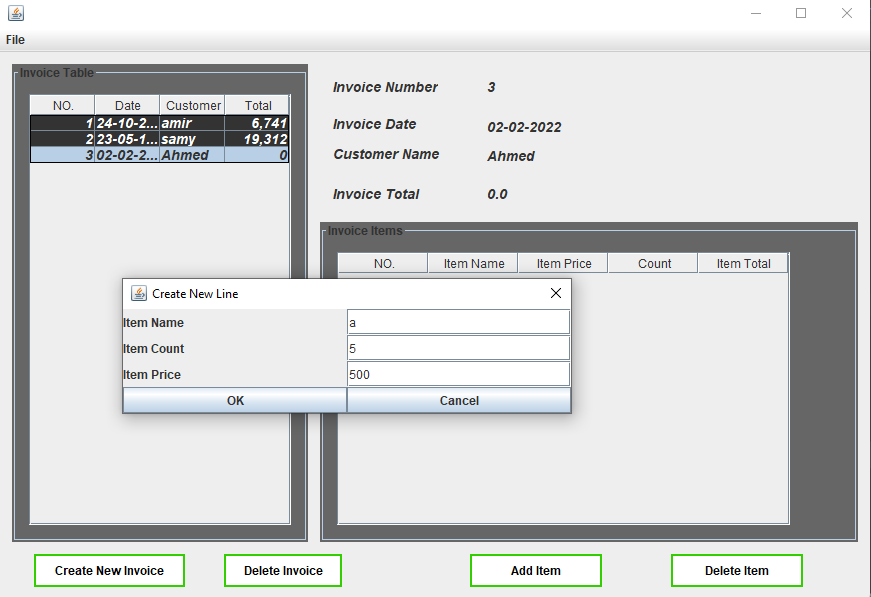 File
Invoice Table
NO. Date Customer Total
1 24-10-2... amir 6,741
2 23-05-1... samy 19,312
3 02-02-2... Ahmed 0
Invoice Number 3
Invoice Date 02-02-2022
Customer Name Ahmed
Invoice Total 0.0
Invoice Items
NO. Item Name Item Price Count Item Total
Create New Line
Item Name a
Item Count 5
Item Price 500
OK Cancel
Create New Invoice Delete Invoice Add Item Delete Item